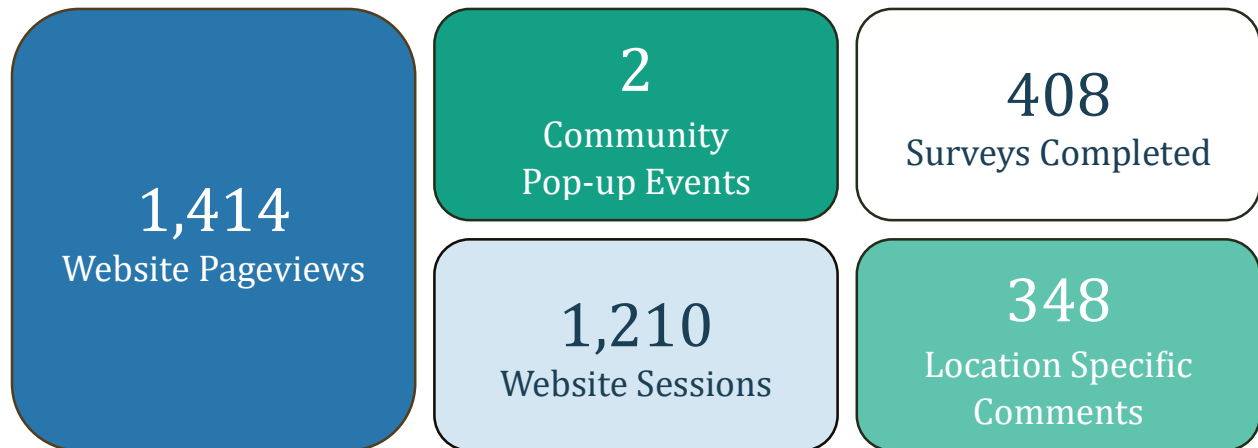 1,414
Website Pageviews
2
Community
Pop-up Events
408
Surveys Completed
1,210
Website Sessions
348
Location Specific
Comments